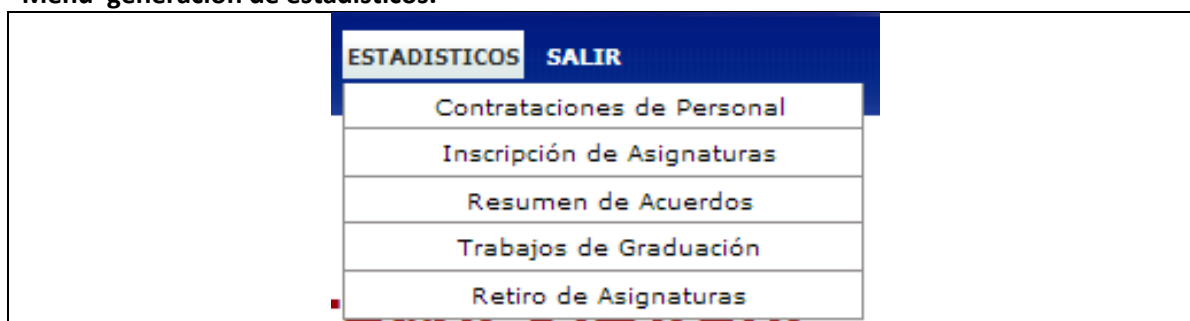 Menú generación de estadísticos.
ESTADISTICOS SALIR
Contrataciones de Personal
Inscripción de Asignaturas
Resumen de Acuerdos
Trabajos de Graduación
Retiro de Asignaturas